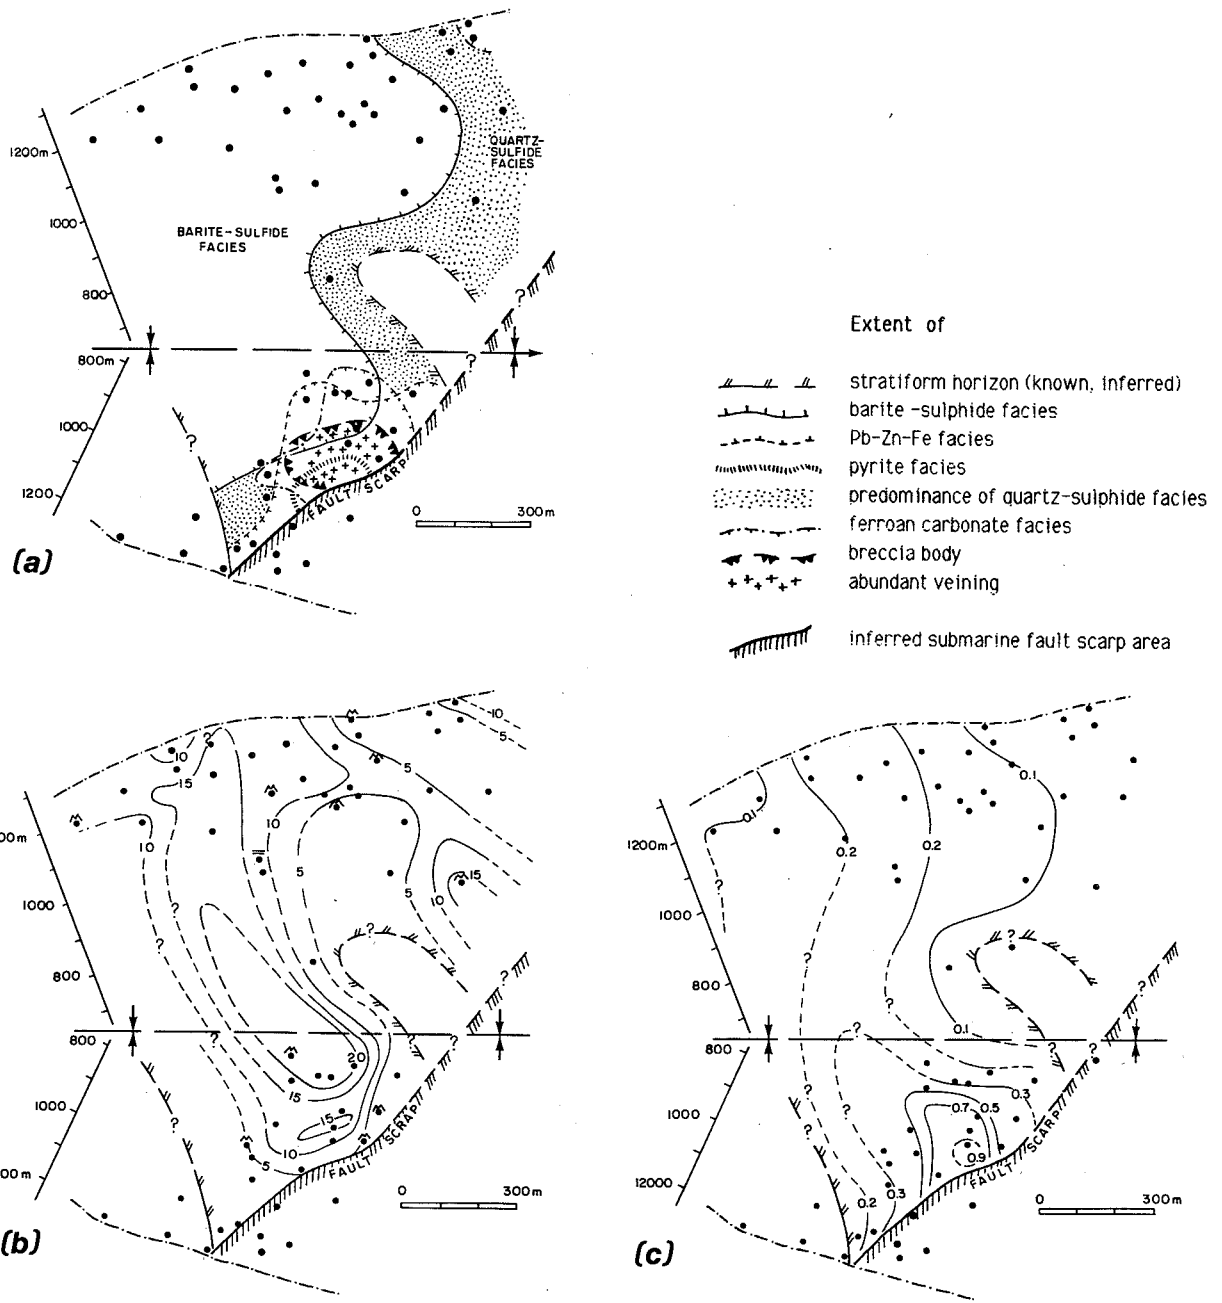 QUARTZ-
SULFIDE
FACIES
1200m
1000
BARITE-SULFIDE
FACIES
800
?
800m
?
1000
?
1200
FAULT SCARP
0 300m
(a)
Extent of
stratiform horizon (known, inferred)
barite -sulphide facies
Pb-Zn-Fe facies
pyrite facies
predominance of quartz-sulphide facies
ferroan carbonate facies
breccia body
abundant veining
inferred submarine fault scarp area
10
5
?
10
15
5
00m
10
10
5
15
5
10
1000
?
?
?
800
?
800
?
20
15
1000
15
?
10
5
00m
FAULT SCRAP
0 300m
(b)
0.1
0.1
1200m
0.2
0.2
?
1000
?
?
800
?
?
0.1
?
800
?
?
0.3
?
?
0.7
0.5
1000
?
0.9
12000
0.3
0.2
FAULT SCARP
0 300m
(c)